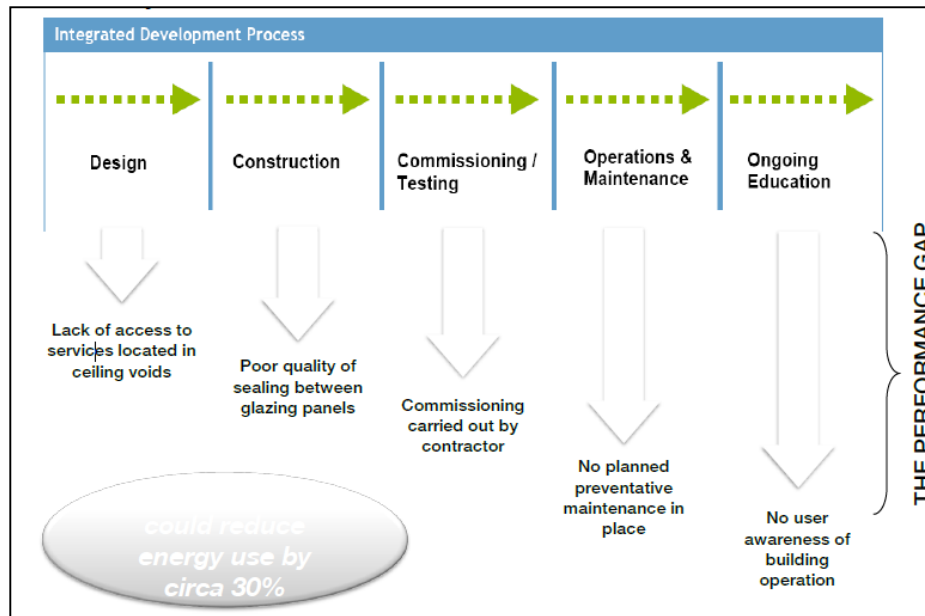 Integrated Development Process
Design
Construction
Commissioning /
Testing
Operations &
Maintenance
Ongoing
Education
Lack of access to
services located in
ceiling voids
Poor quality of
sealing between
glazing panels
Commissioning
carried out by
contractor
No planned
preventative
maintenance in
place
No user
awareness of
building
operation
THE PERFORMANCE GAP
could reduce
energy use by
circa 30%